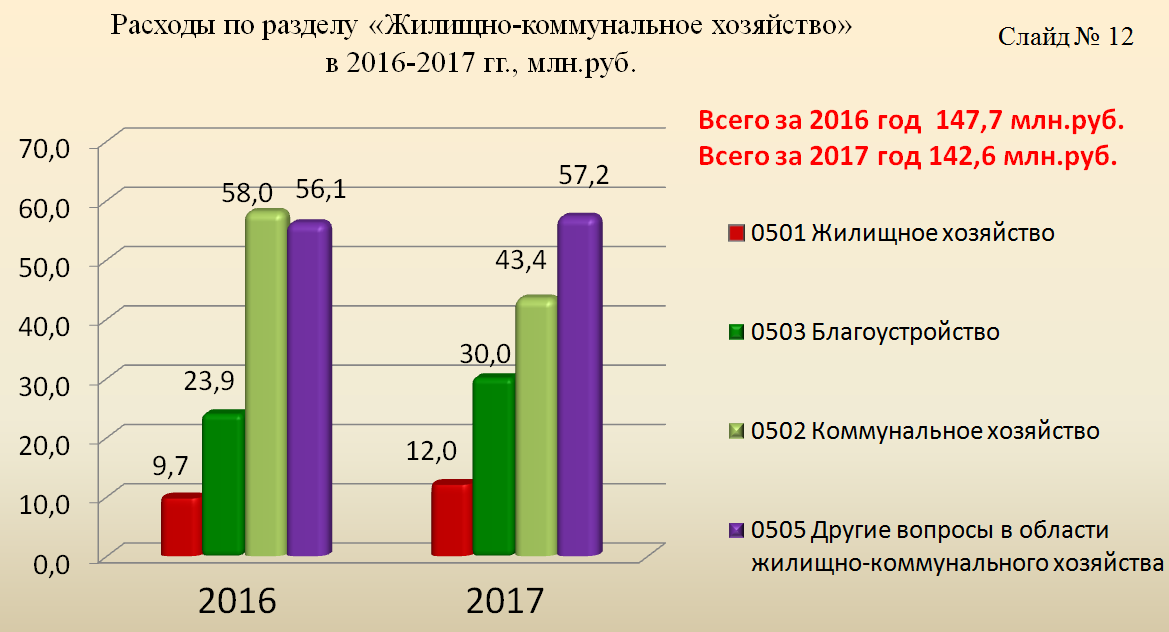 Расходы по разделу «Жилищно-коммунальное хозяйство»
в 2016-2017 гг., млн.руб.
Слайд № 12
Всего за 2016 год 147,7 млн.руб.
Всего за 2017 год 142,6 млн.руб.
70,0
60,0
50,0
40,0
30,0
20,0
10,0
0,0
9,7
23,9
58,0
56,1
12,0
30,0
43,4
57,2
2016
2017
0501 Жилищное хозяйство
0503 Благоустройство
0502 Коммунальное хозяйство
0505 Другие вопросы в области
жилищно-коммунального хозяйства